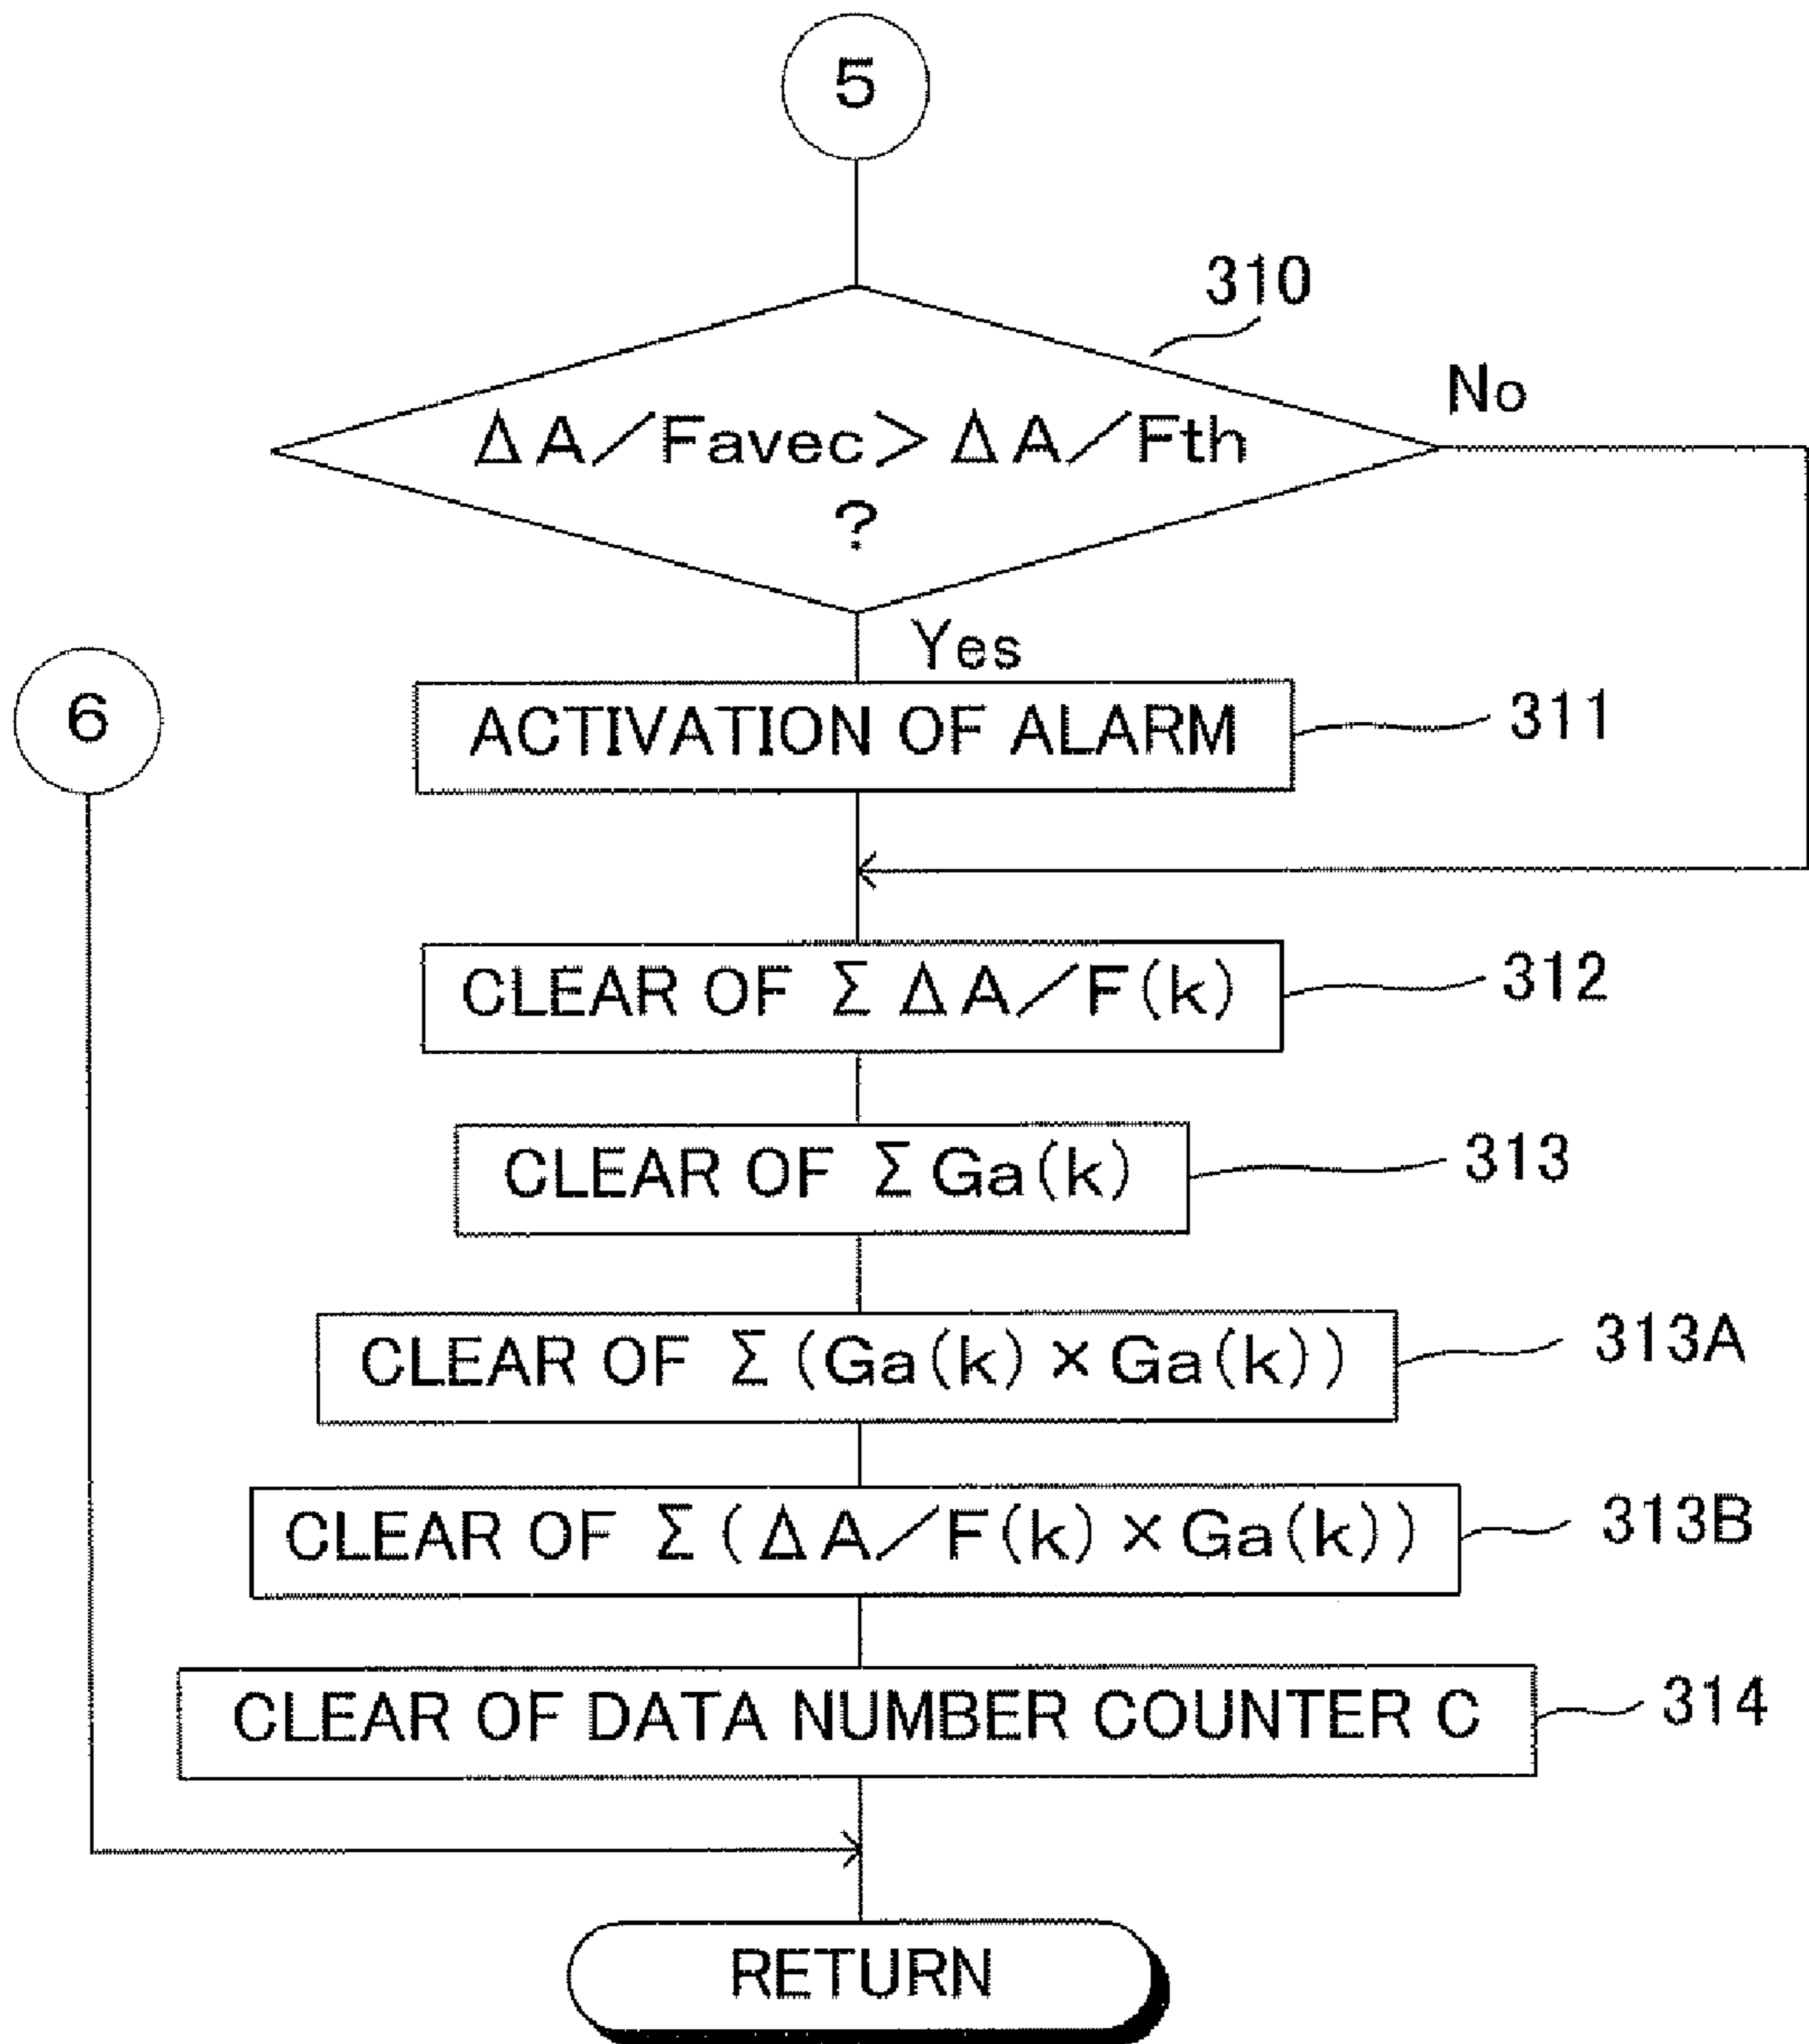 5
310
No
ΔA/Favec>ΔA/Fth
?
Yes
6
ACTIVATION OF ALARM
311
CLEAR OF ΣΔA/F(k)
312
CLEAR OF ΣGa(k)
313
CLEAR OF Σ(Ga(k)×Ga(k))
313A
CLEAR OF Σ(ΔA/F(k)×Ga(k))
313B
CLEAR OF DATA NUMBER COUNTER C
314
RETURN